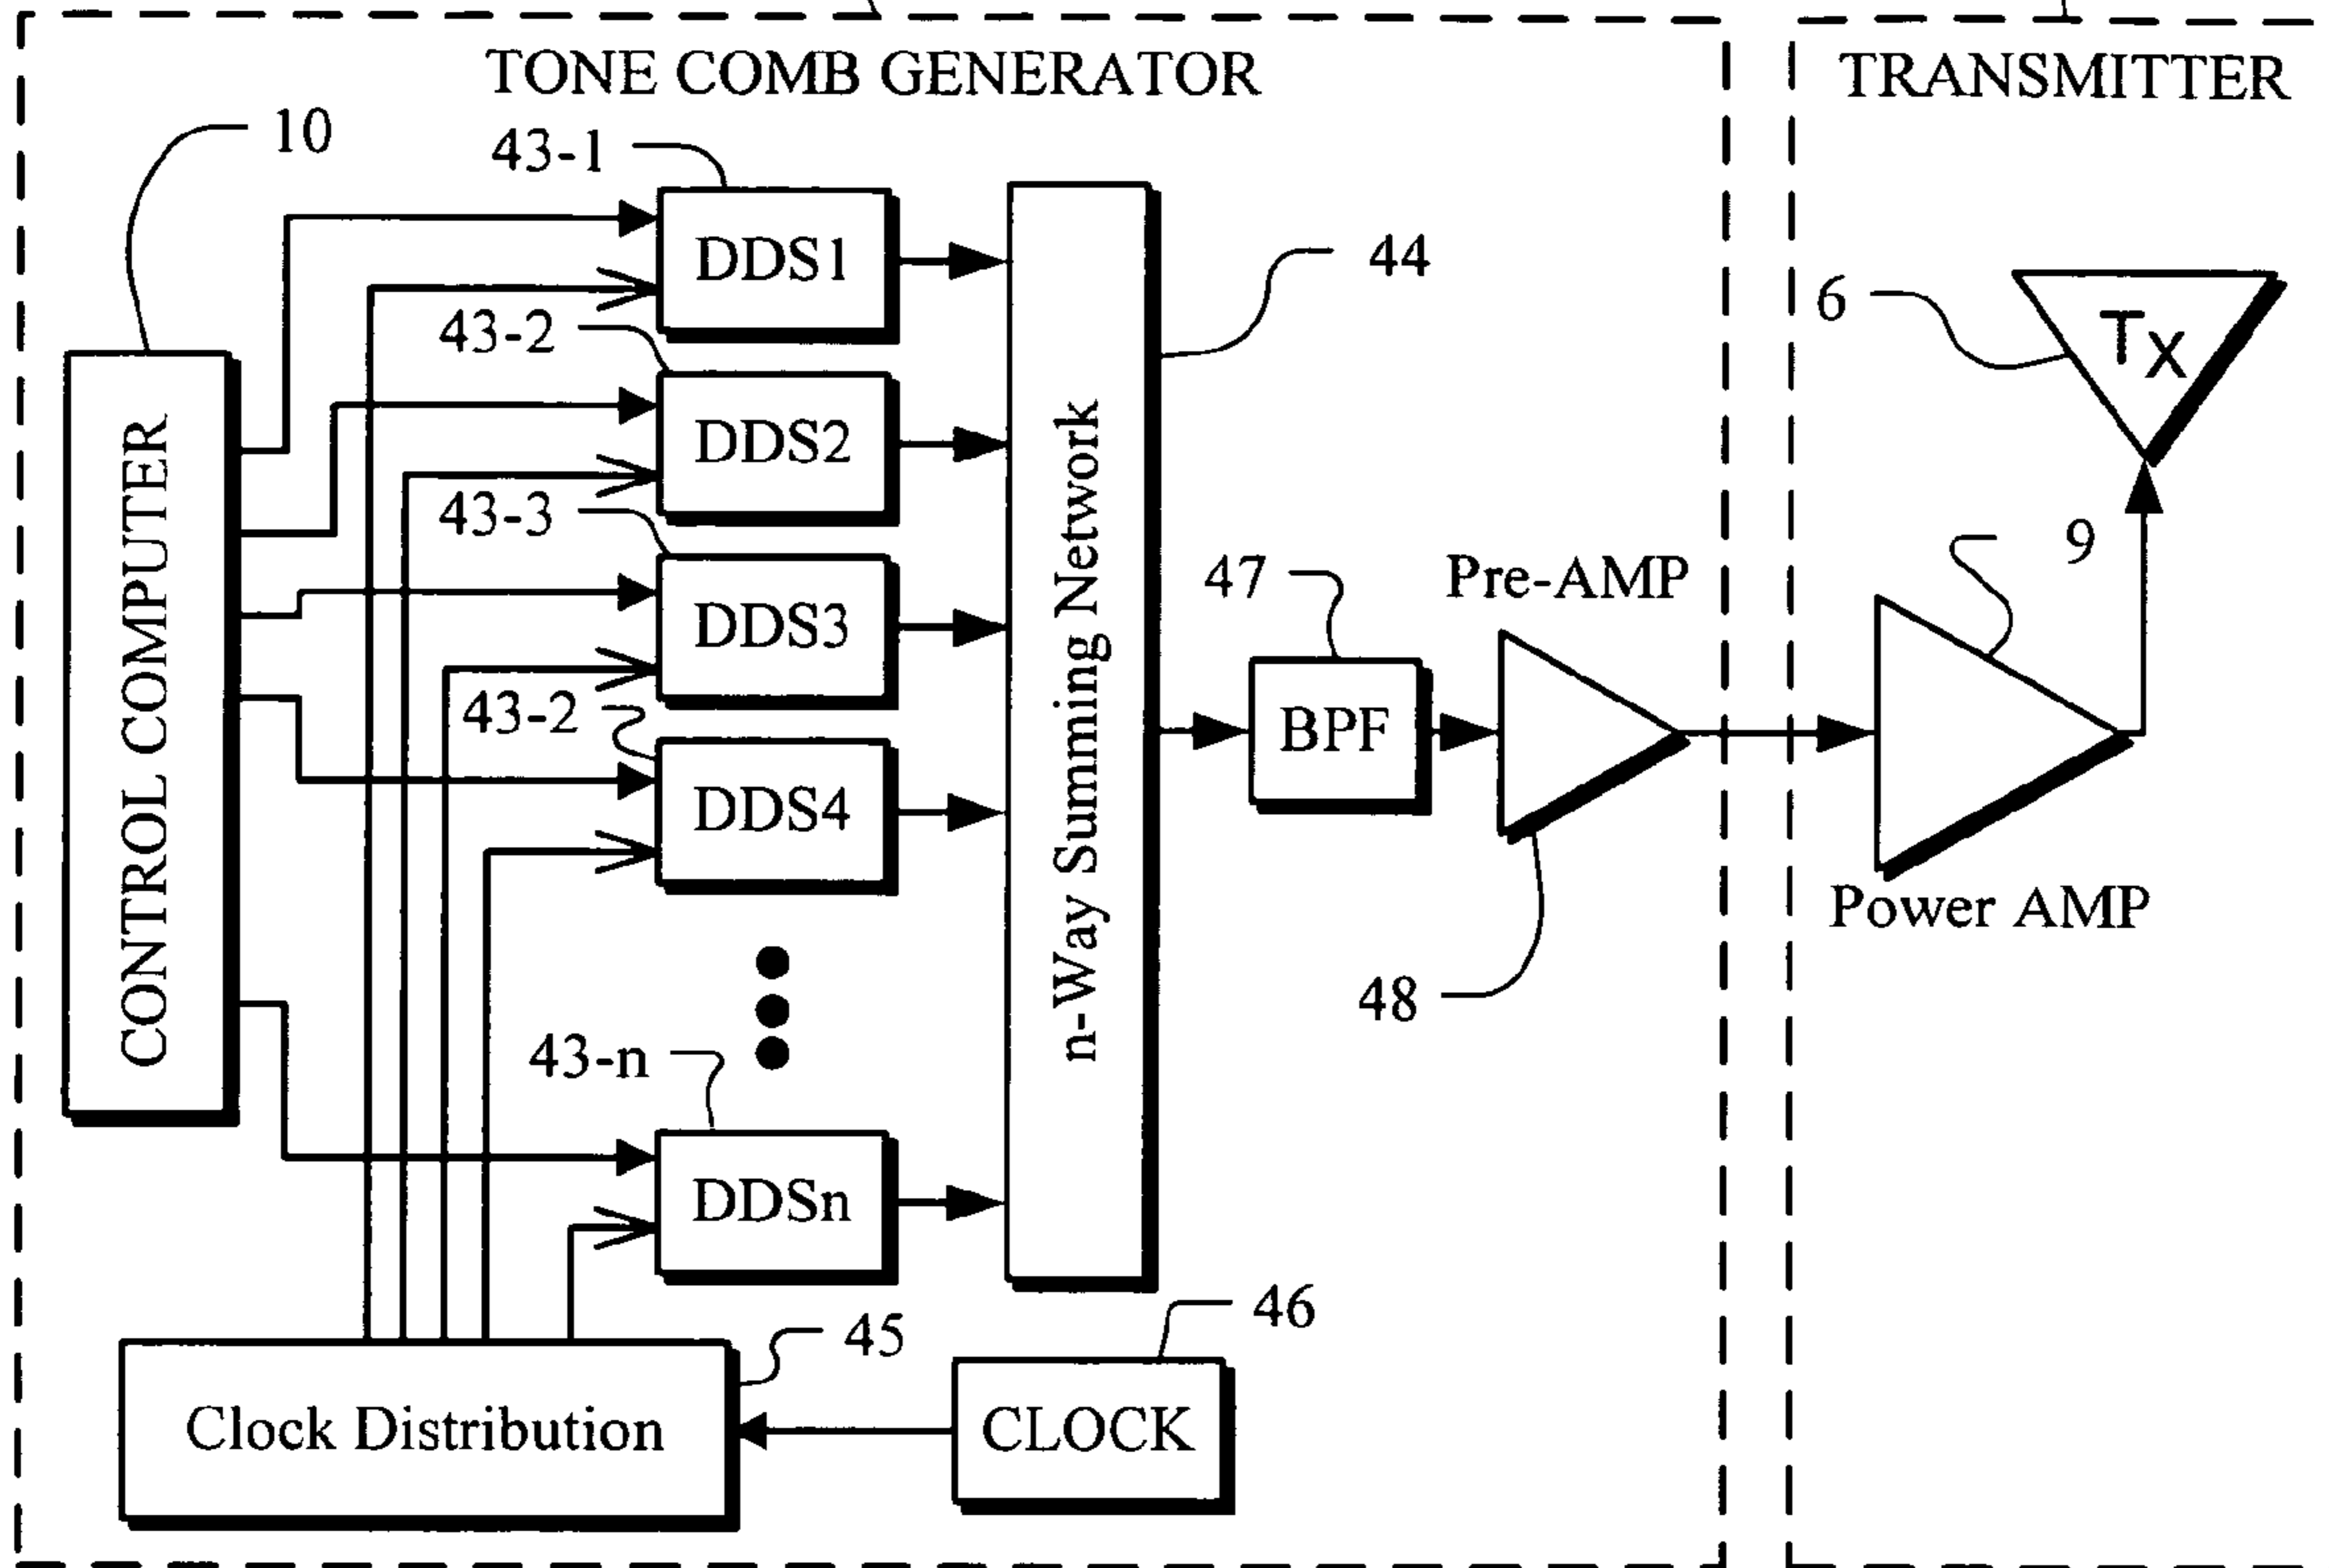 TONE COMB GENERATOR
TRANSMITTER
10
43-1
DDS1
44
6
Tx
43-2
DDS2
43-3
DDS3
9
47
Pre-AMP
CONTROL COMPUTER
n-Way Summing Network
43-2
DDS4
BPF
Power AMP
48
43-n
DDSn
45
46
Clock Distribution
CLOCK